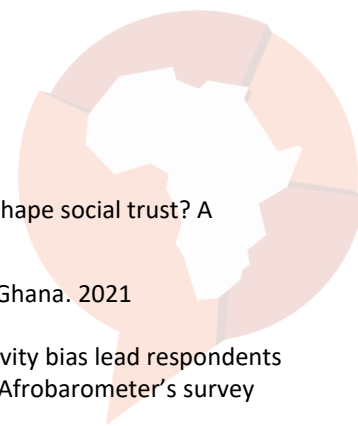 hape social trust? A
Ghana. 2021
vity bias lead respondents
Afrobarometer's survey